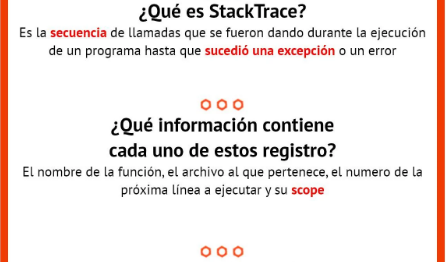 ¿Qué es StackTrace?
Es la secuencia de llamadas que se fueron dando durante la ejecución
de un programa hasta que sucedió una excepción o un error
¿Qué información contiene
cada uno de estos registro?
El nombre de la función, el archivo al que pertenece, el numero de la
próxima línea a ejecutar y su scope